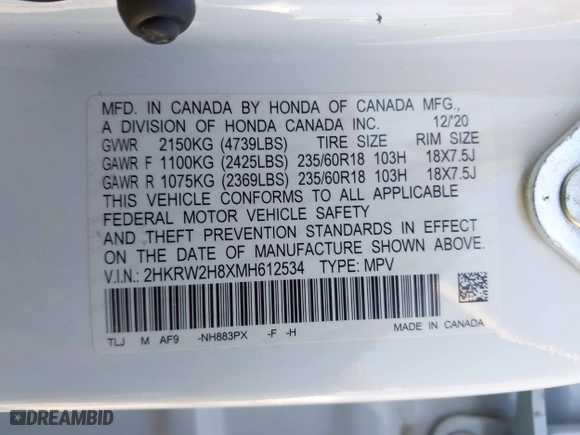 MFD. IN CANADA BY HONDA OF CANADA MFG.,
A DIVISION OF HONDA CANADA INC. 12/20
GVWR 2150KG (4739LBS) TIRE SIZE RIM SIZE
GAWR F 1100KG (2425LBS) 235/60R18 103H 18X7.5J
GAWR R 1075KG (2369LBS) 235/60R18 103H 18X7.5J
THIS VEHICLE CONFORMS TO ALL APPLICABLE
FEDERAL MOTOR VEHICLE SAFETY
AND THEFT PREVENTION STANDARDS IN EFFECT
ON THE DATE OF MANUFACTURE SHOWN ABOVE.
V.I.N.: 2HKRW2H8XMH612534 TYPE: MPV
TLJ M AF9 -NH883PX -F -H MADE IN CANADA
DREAMBID